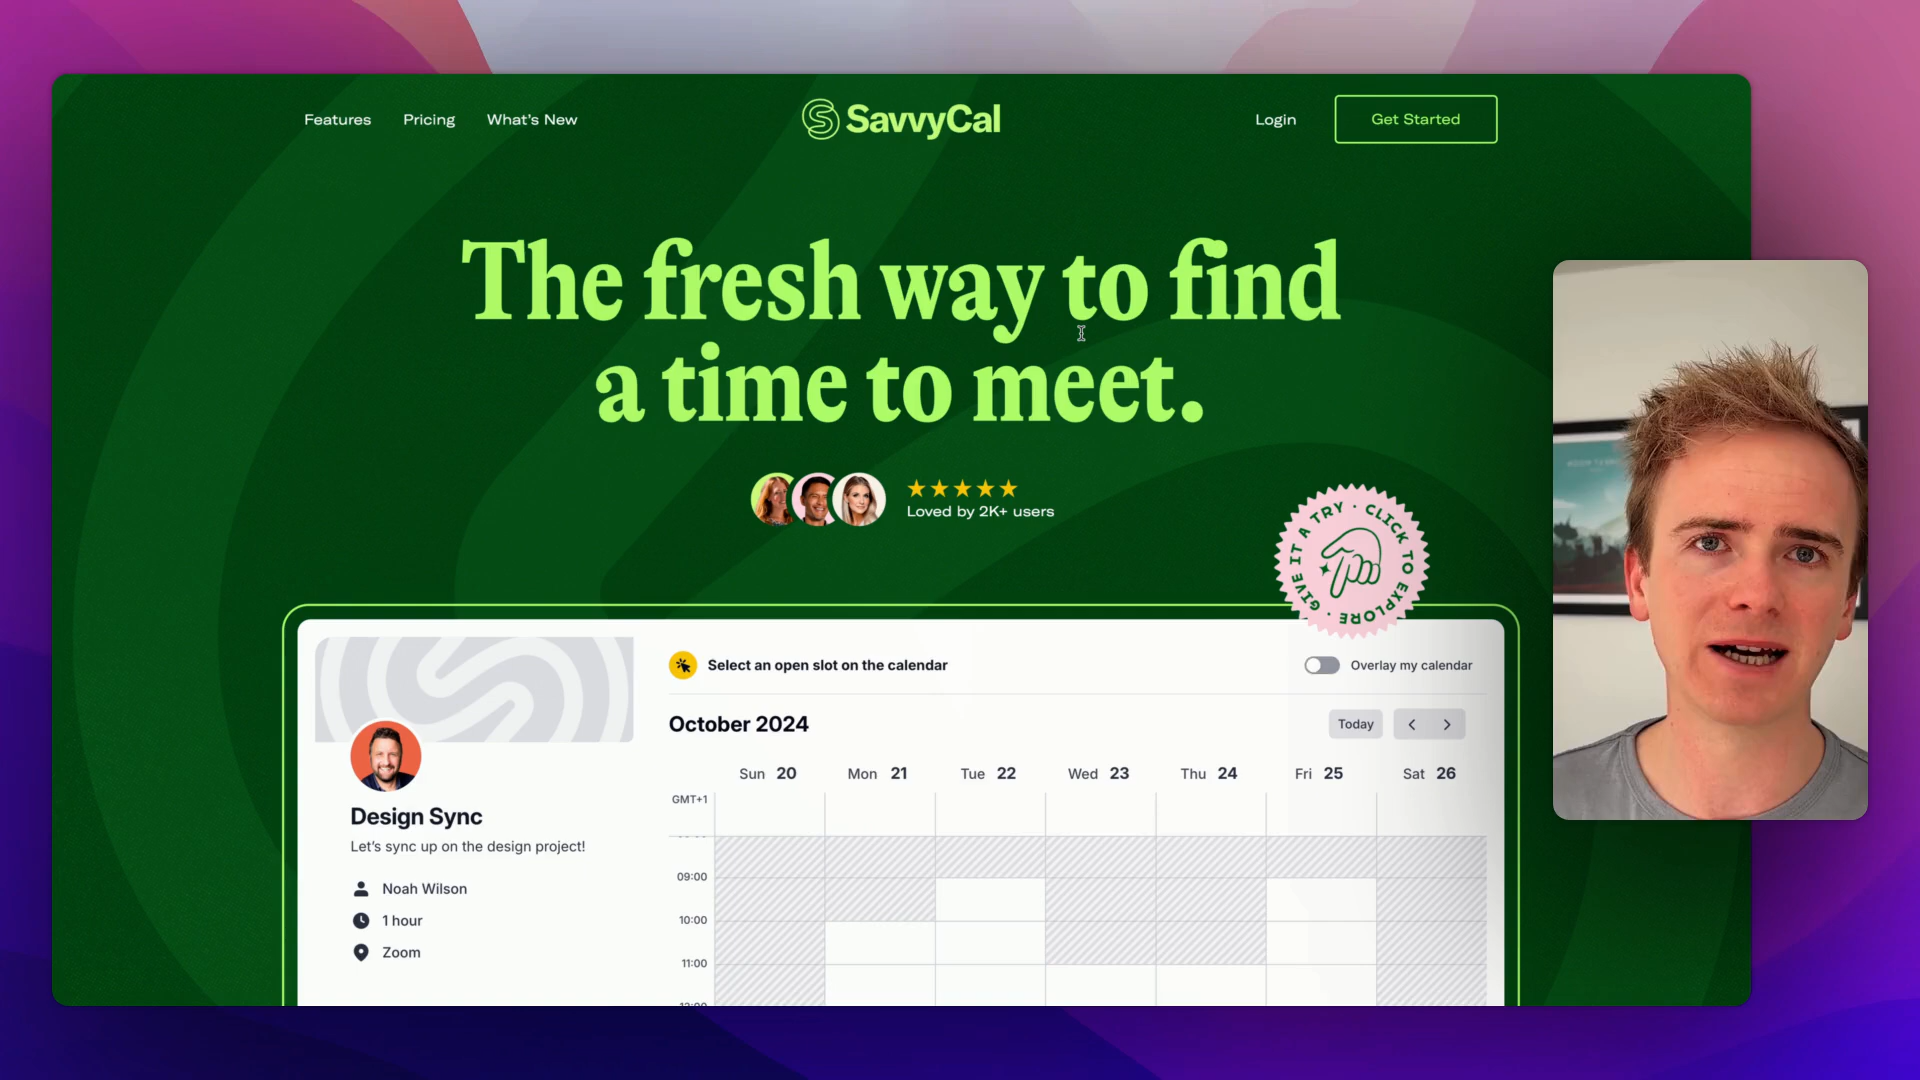 Features
Pricing
What's New
SavvyCal
Login
Get Started
The fresh way to find
a time to meet.
Loved by 2K+ users
GIVE IT A TRY · CLICK TO EXPLORE ·
Select an open slot on the calendar
Overlay my calendar
October 2024
Today
Sun 20
Mon 21
Tue 22
Wed 23
Thu 24
Fri 25
Sat 26
GMT+1
09:00
10:00
11:00
Design Sync
Let's sync up on the design project!
Noah Wilson
1 hour
Zoom